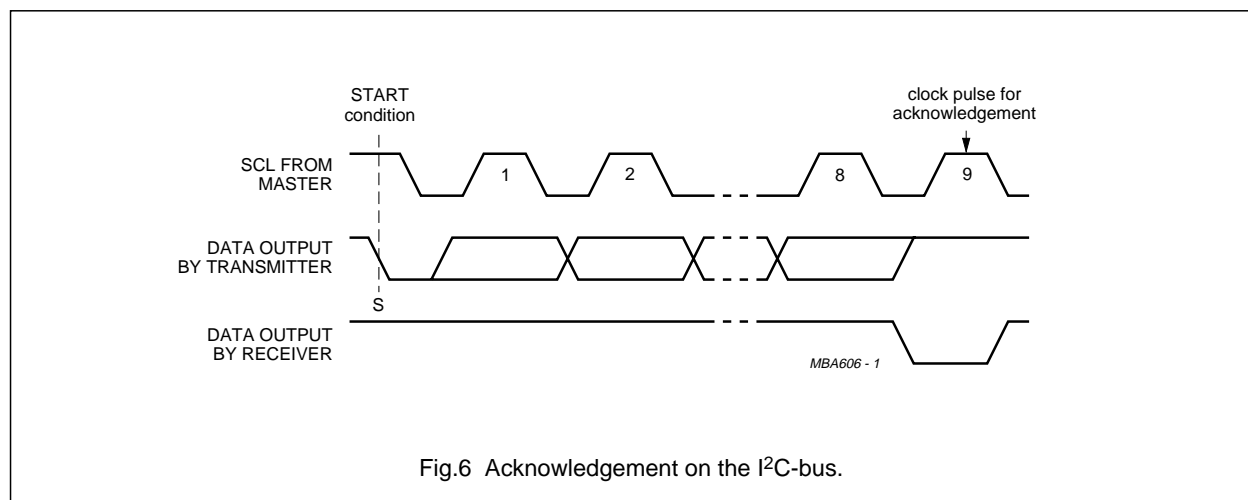 START
condition
clock pulse for
acknowledgement
SCL FROM
MASTER
1
2
8
9
DATA OUTPUT
BY TRANSMITTER
S
DATA OUTPUT
BY RECEIVER
MBA606 - 1
Fig.6 Acknowledgement on the I²C-bus.